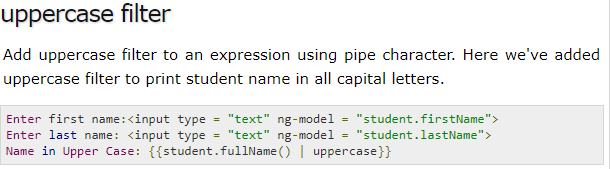 uppercase filter
Add uppercase filter to an expression using pipe character. Here we've added
uppercase filter to print student name in all capital letters.
Enter first name:<input type = "text" ng-model = "student.firstName">
Enter last name: <input type = "text" ng-model = "student.lastName">
Name in Upper Case: {{student.fullName() | uppercase}}